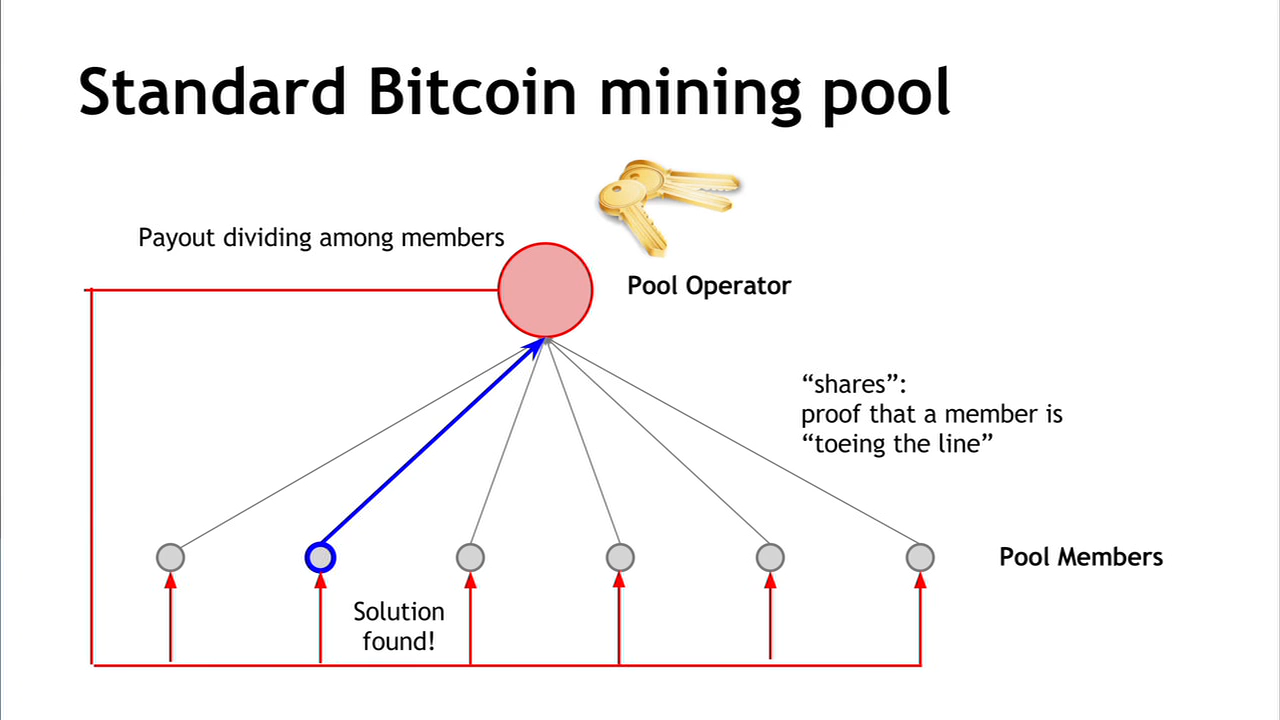 Standard Bitcoin mining pool
Payout dividing among members
Pool Operator
“shares”:
proof that a member is
“toeing the line”
Pool Members
Solution
found!